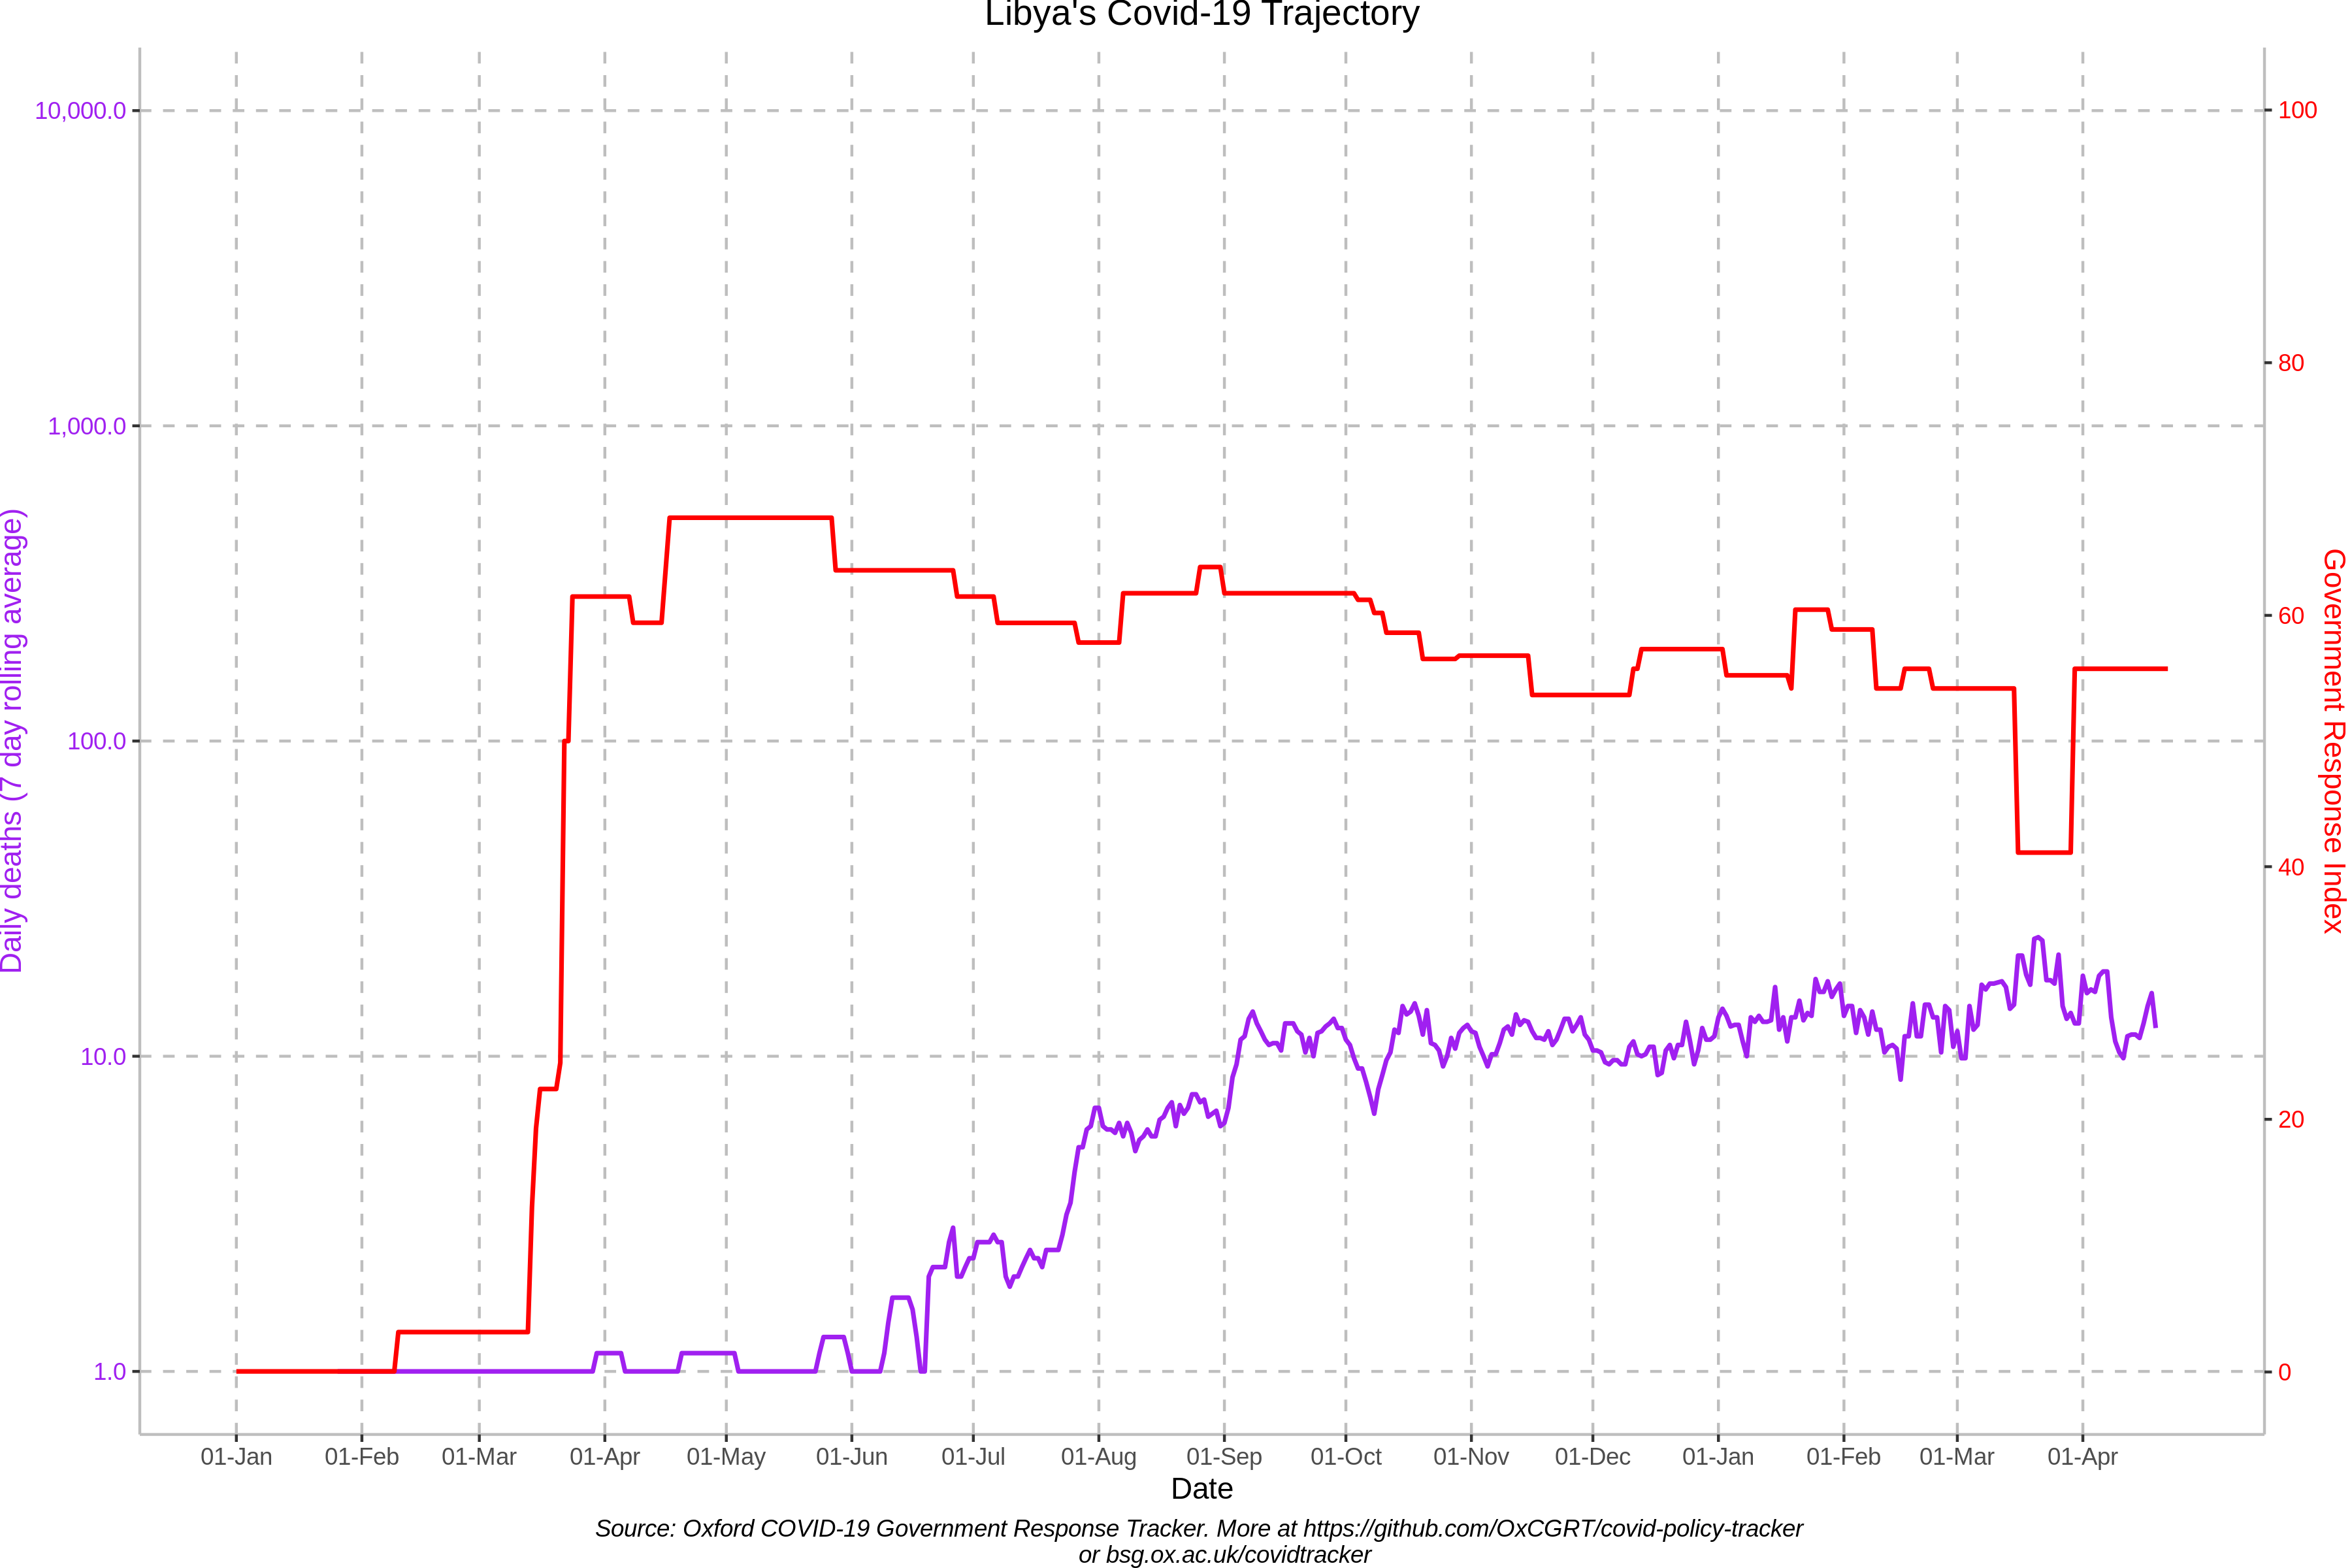 Libya's Covid-19 Trajectory
10,000.0
1,000.0
100.0
10.0
1.0
Daily deaths (7 day rolling average)
100
80
60
40
20
0
Government Response Index
01-Jan 01-Feb 01-Mar 01-Apr 01-May 01-Jun 01-Jul 01-Aug 01-Sep 01-Oct 01-Nov 01-Dec 01-Jan 01-Feb 01-Mar 01-Apr
Date
Source: Oxford COVID-19 Government Response Tracker. More at https://github.com/OxCGRT/covid-policy-tracker
or bsg.ox.ac.uk/covidtracker